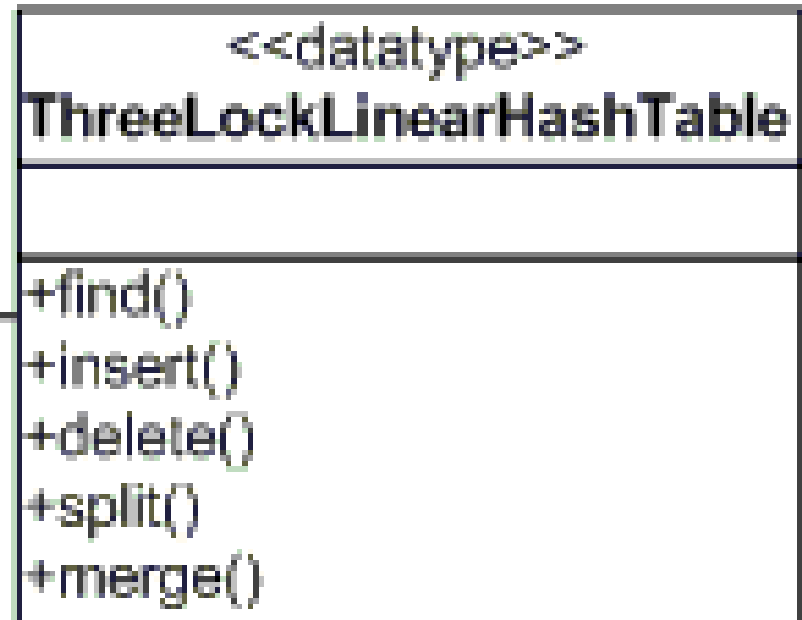 <<datatype>>
ThreeLockLinearHashTable
+find()
+insert()
+delete()
+split()
+merge()